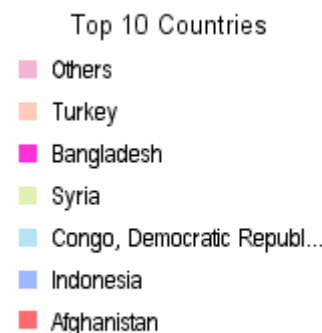 Top 10 Countries
Others
Turkey
Bangladesh
Syria
Congo, Democratic Republ...
Indonesia
Afghanistan